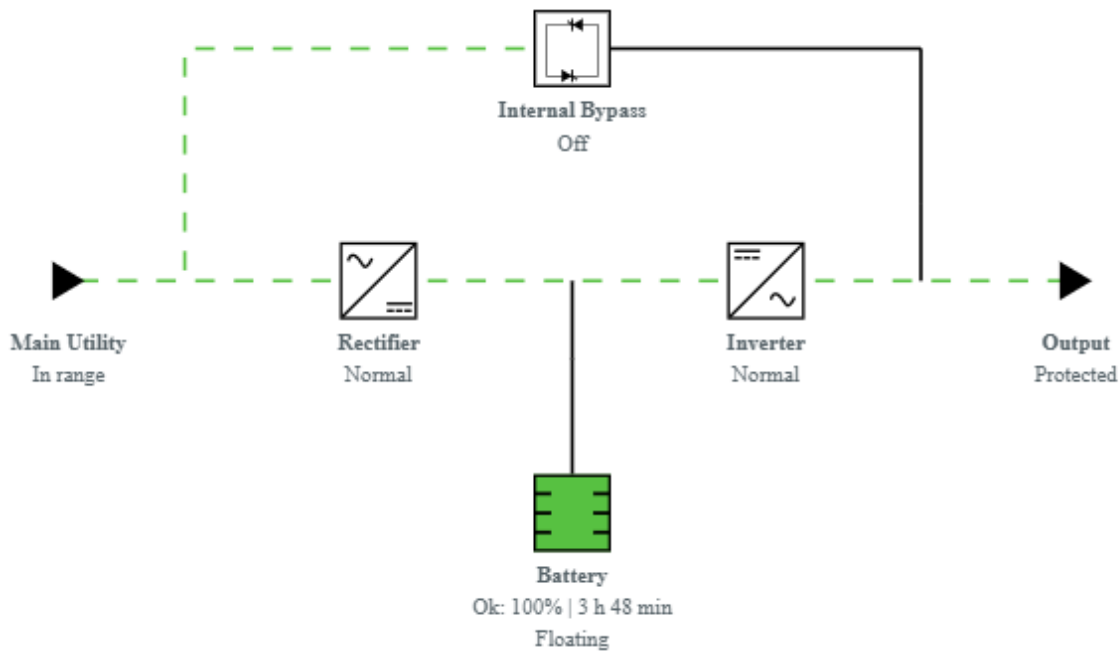 Internal Bypass
Off
Main Utility
In range
Rectifier
Normal
Inverter
Normal
Output
Protected
Battery
Ok: 100% | 3 h 48 min
Floating